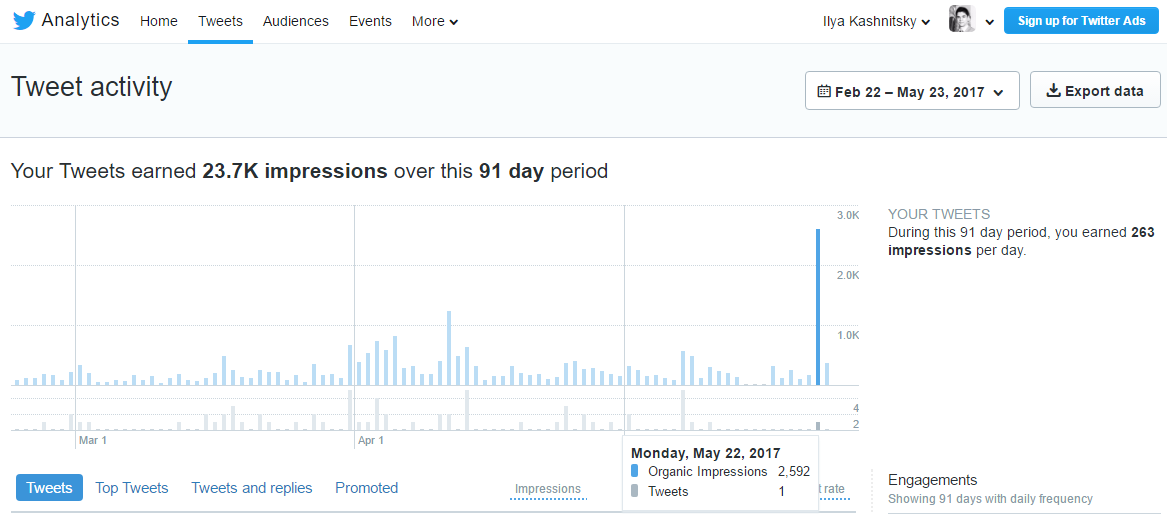 Analytics Home Tweets Audiences Events More Ilya Kashnitsky Sign up for Twitter Ads
Tweet activity
Feb 22 – May 23, 2017 Export data
Your Tweets earned 23.7K impressions over this 91 day period
3.0K
2.0K
1.0K
YOUR TWEETS
During this 91 day period, you earned 263
impressions per day.
4
2
Mar 1 Apr 1
Monday, May 22, 2017
Organic Impressions 2,592
Tweets 1
Tweets Top Tweets Tweets and replies Promoted Impressions t rate
Engagements
Showing 91 days with daily frequency